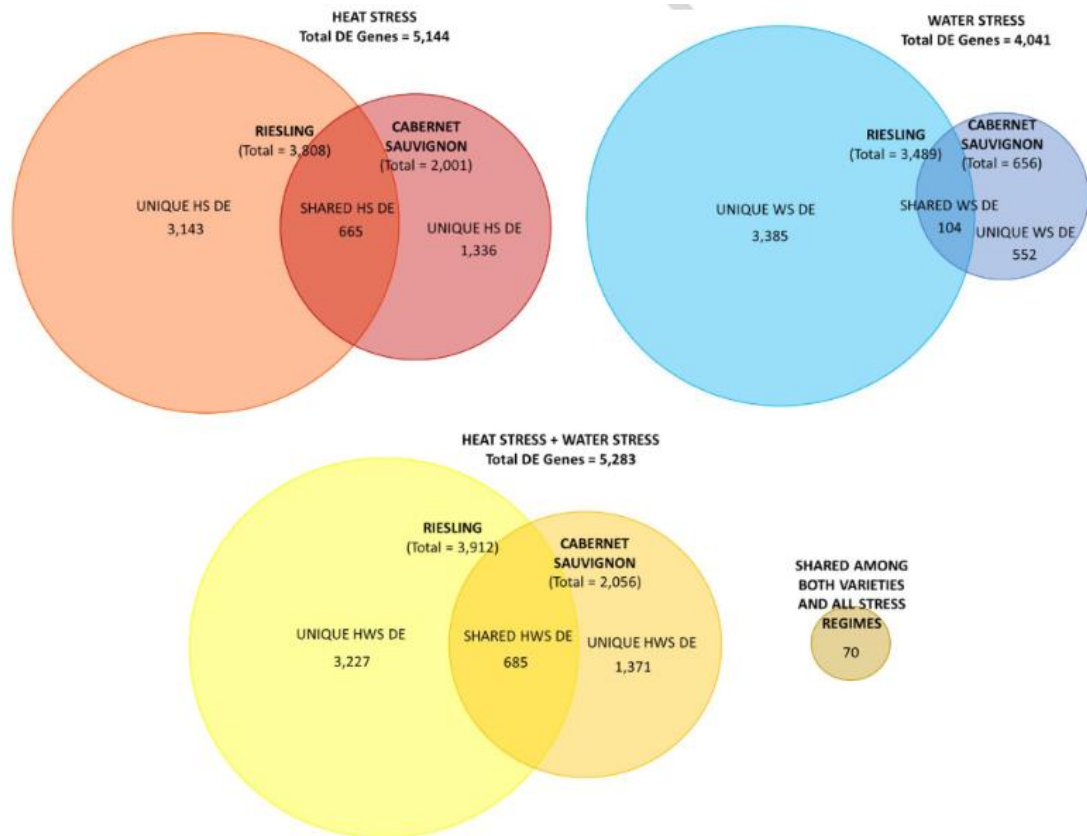 HEAT STRESS
Total DE Genes = 5,144
RIESLING
(Total = 3,808)
CABERNET
SAUVIGNON
(Total = 2,001)
UNIQUE HS DE
3,143
SHARED HS DE
665
UNIQUE HS DE
1,336
WATER STRESS
Total DE Genes = 4,041
RIESLING
(Total = 3,489)
CABERNET
SAUVIGNON
(Total = 656)
UNIQUE WS DE
3,385
SHARED WS DE
104
UNIQUE WS DE
552
HEAT STRESS + WATER STRESS
Total DE Genes = 5,283
RIESLING
(Total = 3,912)
CABERNET
SAUVIGNON
(Total = 2,056)
UNIQUE HWS DE
3,227
SHARED HWS DE
685
UNIQUE HWS DE
1,371
SHARED AMONG
BOTH VARIETIES
AND ALL STRESS
REGIMES
70